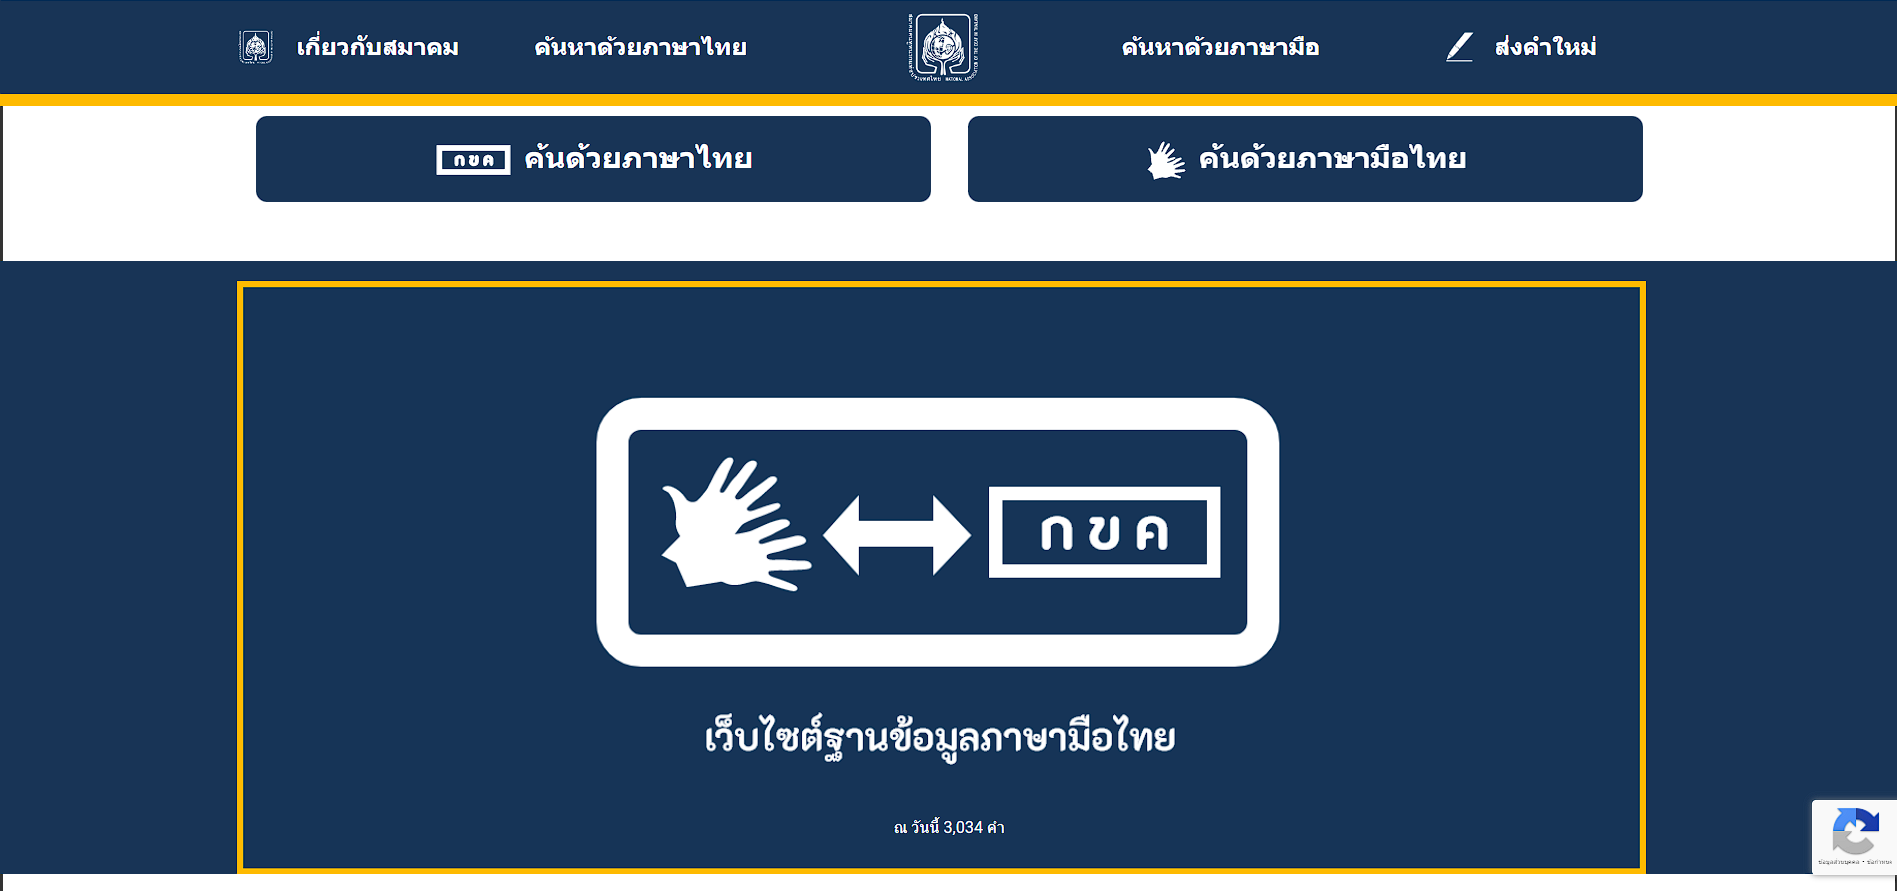 เกี่ยวกับสมาคม
ค้นหาด้วยภาษาไทย
ค้นหาด้วยภาษามือ
ส่งคำใหม่
กขค ค้นด้วยภาษาไทย
ค้นด้วยภาษามือไทย
กขค
เว็บไซต์ฐานข้อมูลภาษามือไทย
ณ วันนี้ 3,034 คำ